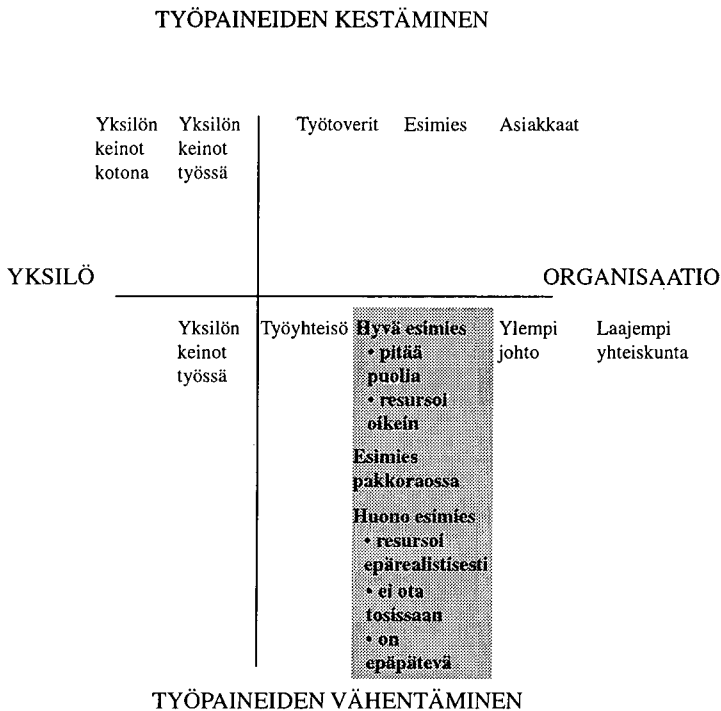 TYÖPAINEIDEN KESTÄMINEN
Yksilön Yksilön Työtoverit Esimies Asiakkaat
keinot keinot
kotona työssä
YKSILÖ ORGANISAATIO
Yksilön Työyhteisö Hyvä esimies Ylempi Laajempi
keinot • pitää johto yhteiskunta
työssä puolia
• resursoi
oikein
Esimies
pakkoraossa
Huono esimies
• resursoi
epärealistisesti
• ei ota
tosissaan
• on
epäpätevä
TYÖPAINEIDEN VÄHENTÄMINEN